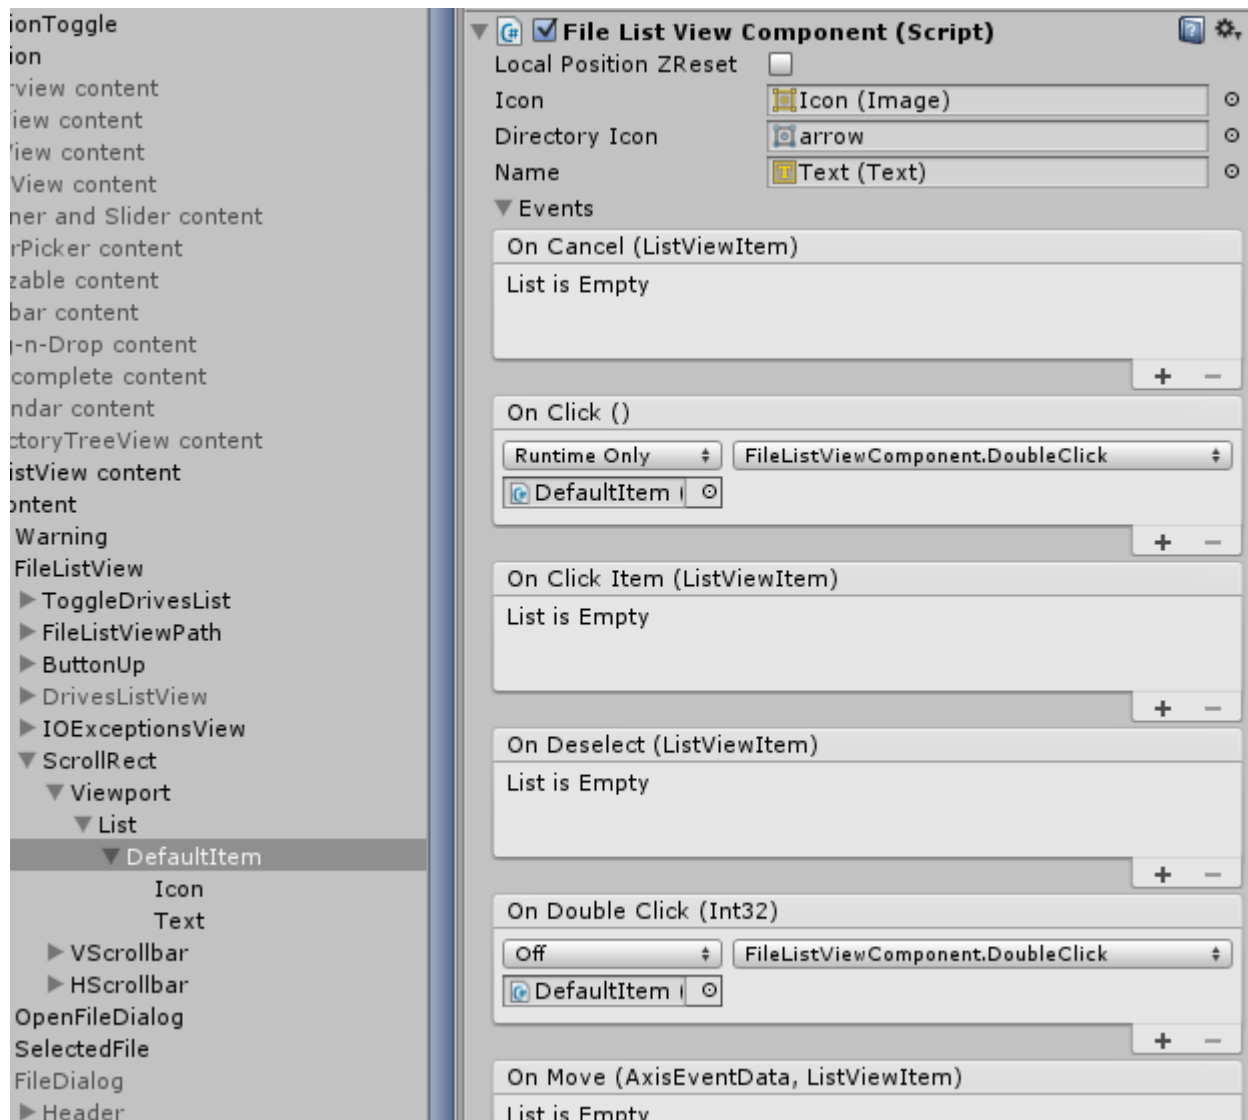 ionToggle
ion
rview content
iew content
iew content
View content
ner and Slider content
rPicker content
zable content
bar content
-n-Drop content
complete content
ndar content
ctoryTreeView content
istView content
ontent
Warning
FileListView
ToggleDrivesList
FileListViewPath
ButtonUp
DrivesListView
IOExceptionsView
ScrollRect
Viewport
List
DefaultItem
Icon
Text
VScrollbar
HScrollbar
OpenFileDialog
SelectedFile
FileDialog
Header
File List View Component (Script)
Local Position ZReset
Icon
Icon (Image)
Directory Icon
arrow
Name
Text (Text)
Events
On Cancel (ListViewItem)
List is Empty
On Click ()
Runtime Only
FileListViewComponent.DoubleClick
DefaultItem (
On Click Item (ListViewItem)
List is Empty
On Deselect (ListViewItem)
List is Empty
On Double Click (Int32)
Off
FileListViewComponent.DoubleClick
DefaultItem (
On Move (AxisEventData, ListViewItem)
List is Empty